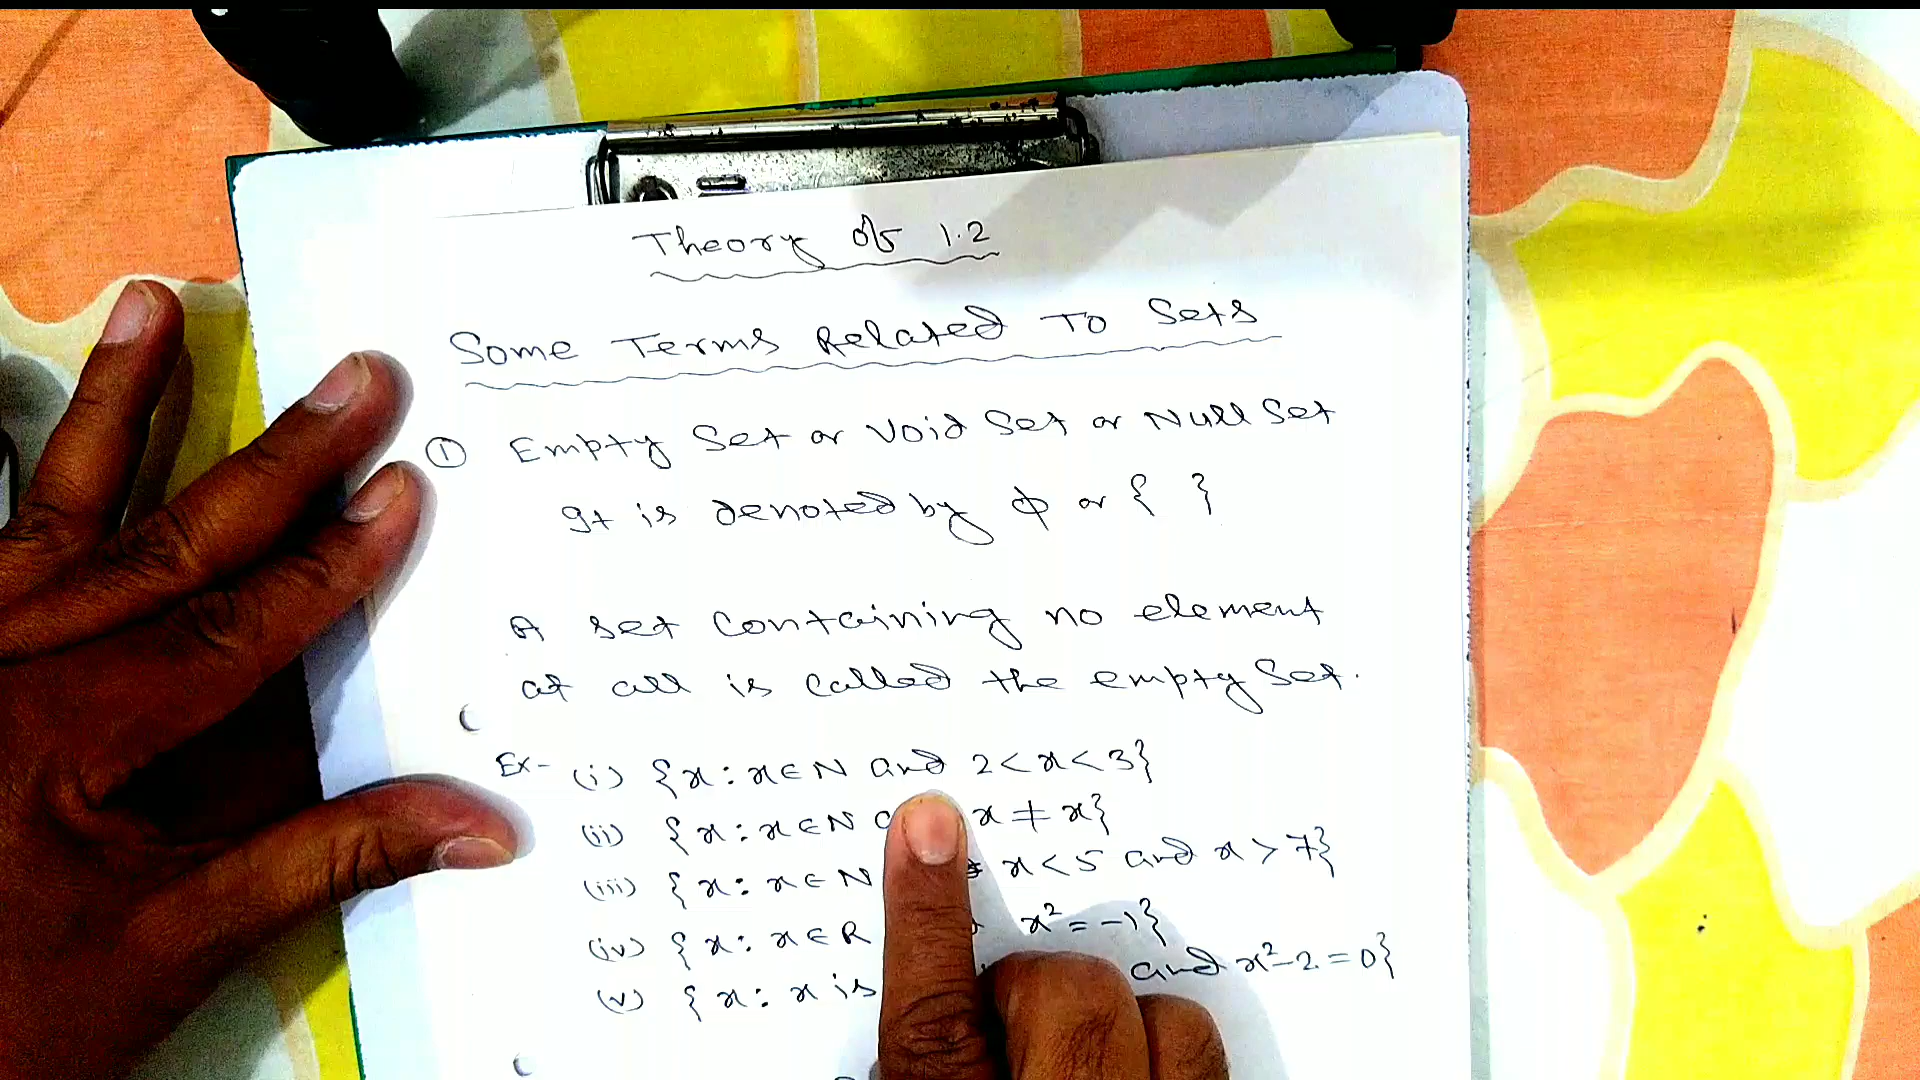 Theory of 1.2
Some Terms Related To Sets
① Empty Set or Void Set or Null Set
It is denoted by ϕ or { }
A set containing no element
at all is called the empty Set.
Ex- (i) {x : x ∈ N and 2 < x < 3}
(ii) {x : x ∈ N x ≠ x}
(iii) {x : x ∈ N x < 5 and x > 7}
(iv) {x : x ∈ R x² = -1}
(v) {x : x is and x² - 2 = 0}